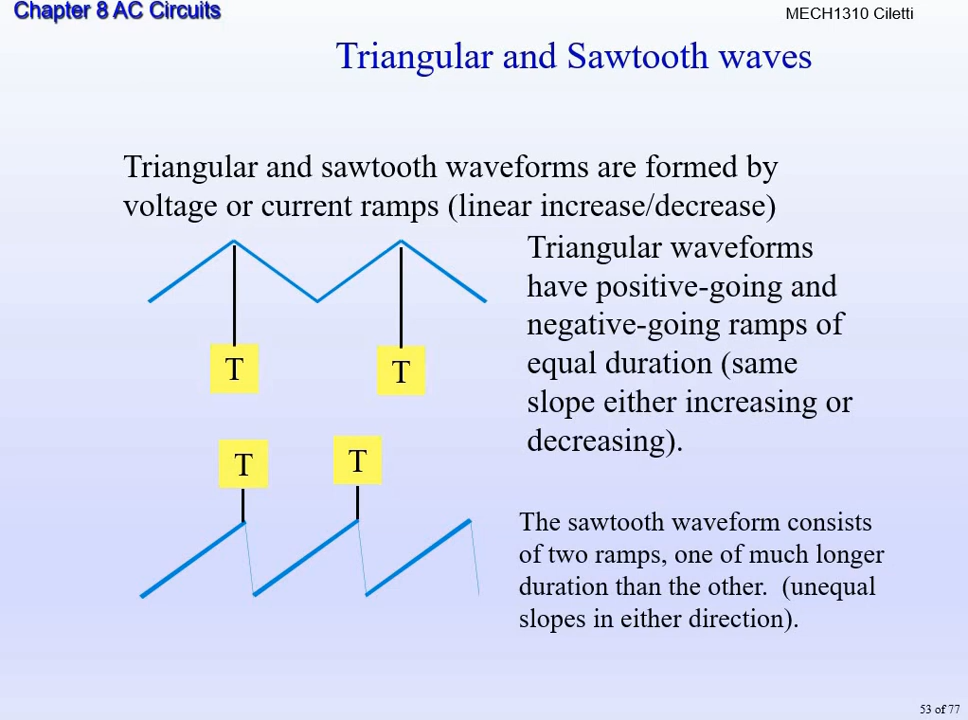 Chapter 8 AC Circuits
MECH1310 Ciletti
Triangular and Sawtooth waves
Triangular and sawtooth waveforms are formed by
voltage or current ramps (linear increase/decrease)
Triangular waveforms
have positive-going and
negative-going ramps of
equal duration (same
slope either increasing or
decreasing).
T
T
T
T
The sawtooth waveform consists
of two ramps, one of much longer
duration than the other.  (unequal
slopes in either direction).
53 of 77